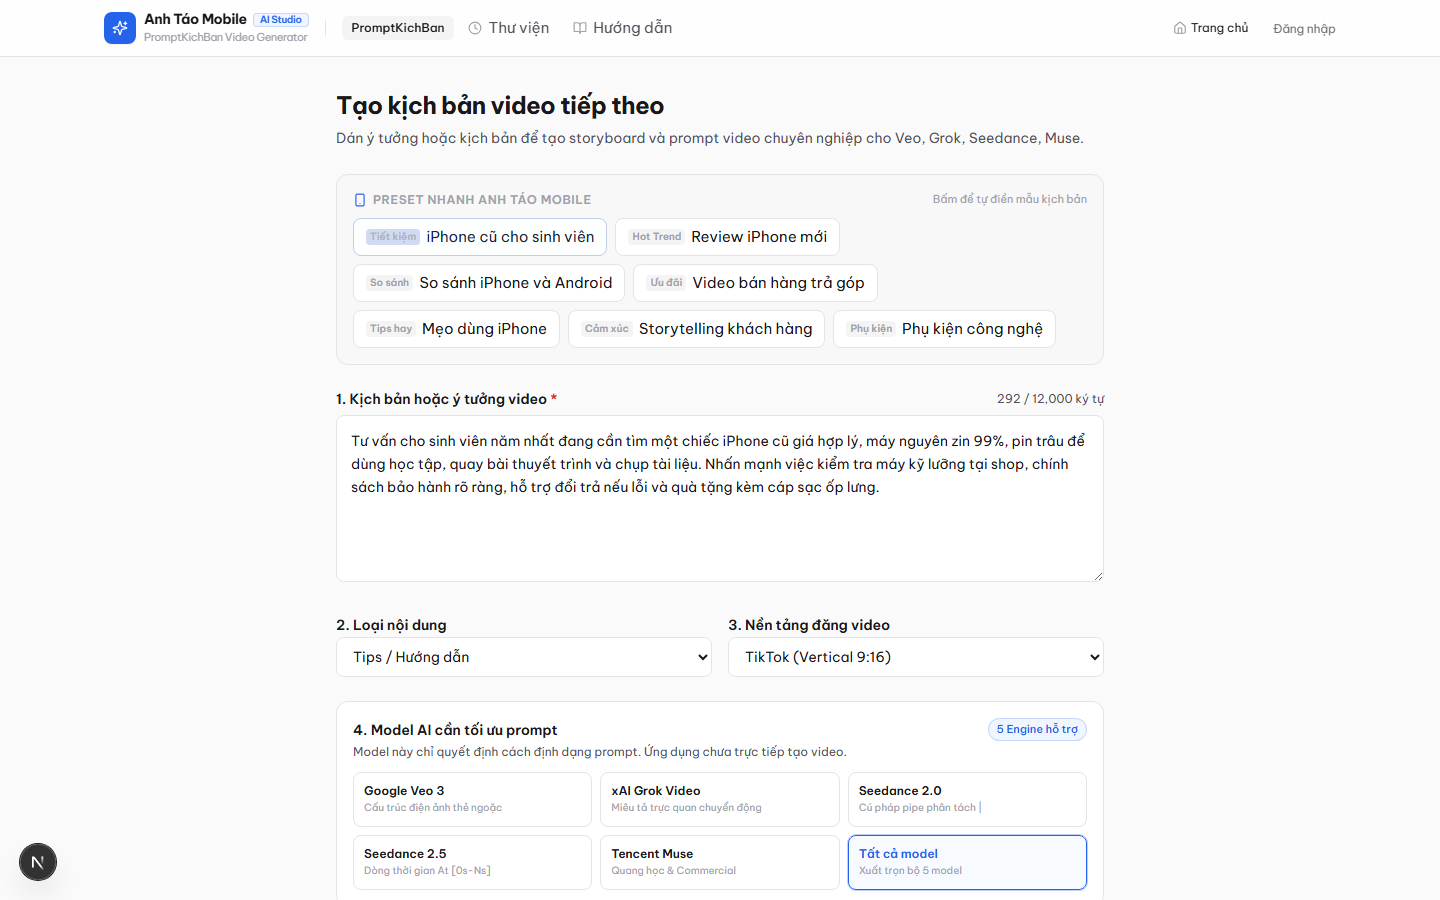 Anh Táo Mobile AI Studio
PromptKichBan Video Generator
PromptKichBan
Thư viện
Hướng dẫn
Trang chủ
Đăng nhập
Tạo kịch bản video tiếp theo
Dán ý tưởng hoặc kịch bản để tạo storyboard và prompt video chuyên nghiệp cho Veo, Grok, Seedance, Muse.
PRESET NHANH ANH TÁO MOBILE
Bấm để tự điền mẫu kịch bản
Tiết kiệm iPhone cũ cho sinh viên
Hot Trend Review iPhone mới
So sánh So sánh iPhone và Android
Ưu đãi Video bán hàng trả góp
Tips hay Mẹo dùng iPhone
Cảm xúc Storytelling khách hàng
Phụ kiện Phụ kiện công nghệ
1. Kịch bản hoặc ý tưởng video *
292 / 12,000 ký tự
Tư vấn cho sinh viên năm nhất đang cần tìm một chiếc iPhone cũ giá hợp lý, máy nguyên zin 99%, pin trâu để
dùng học tập, quay bài thuyết trình và chụp tài liệu. Nhấn mạnh việc kiểm tra máy kỹ lưỡng tại shop, chính
sách bảo hành rõ ràng, hỗ trợ đổi trả nếu lỗi và quà tặng kèm cáp sạc ốp lưng.
2. Loại nội dung
3. Nền tảng đăng video
Tips / Hướng dẫn
TikTok (Vertical 9:16)
4. Model AI cần tối ưu prompt
5 Engine hỗ trợ
Model này chỉ quyết định cách định dạng prompt. Ứng dụng chưa trực tiếp tạo video.
Google Veo 3
Cấu trúc điện ảnh thẻ ngoặc
xAI Grok Video
Miêu tả trực quan chuyển động
Seedance 2.0
Cú pháp pipe phân tách |
Seedance 2.5
Dòng thời gian At [0s-Ns]
Tencent Muse
Quang học & Commercial
Tất cả model
Xuất trọn bộ 5 model
N